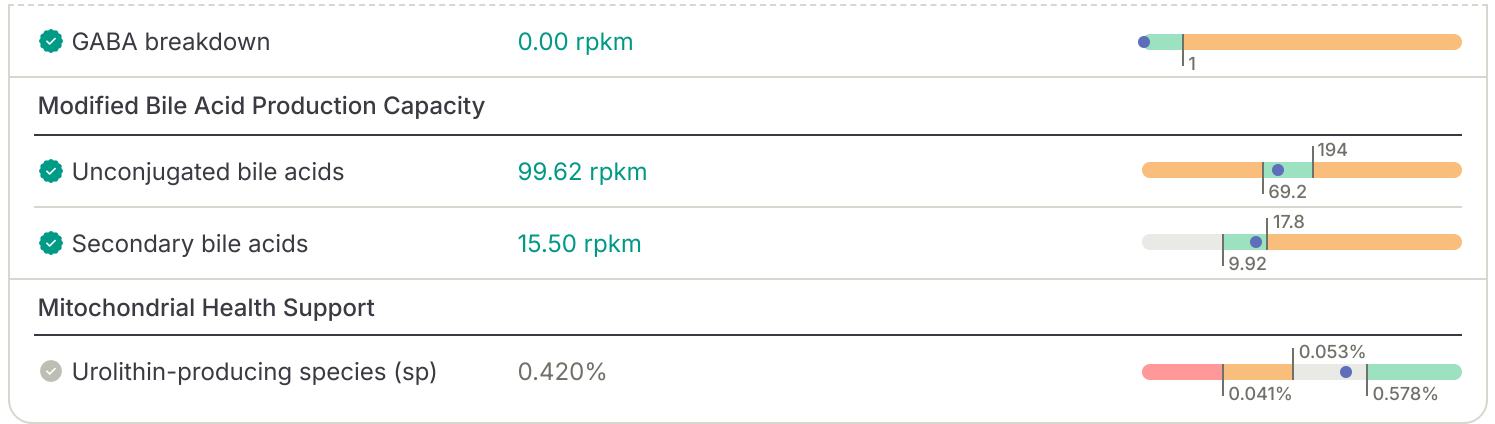 GABA breakdown 0.00 rpkm 1
Modified Bile Acid Production Capacity
Unconjugated bile acids 99.62 rpkm 194 69.2
Secondary bile acids 15.50 rpkm 17.8 9.92
Mitochondrial Health Support
Urolithin-producing species (sp) 0.420% 0.053% 0.041% 0.578%